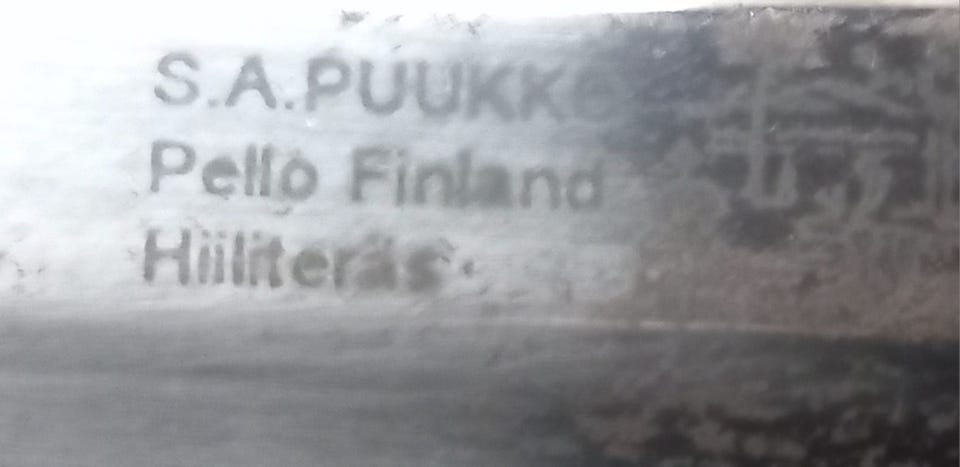 S.A.PUUKKO
Pello Finland
Hiiliteräs